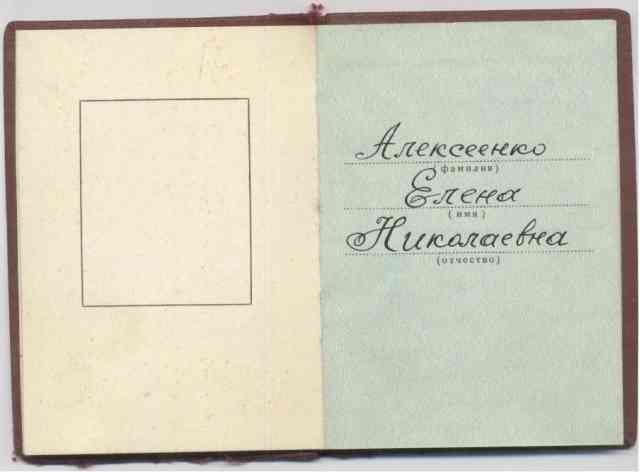 Алексеенко
(фамилия)
Елена
(имя)
Николаевна
(отчество)